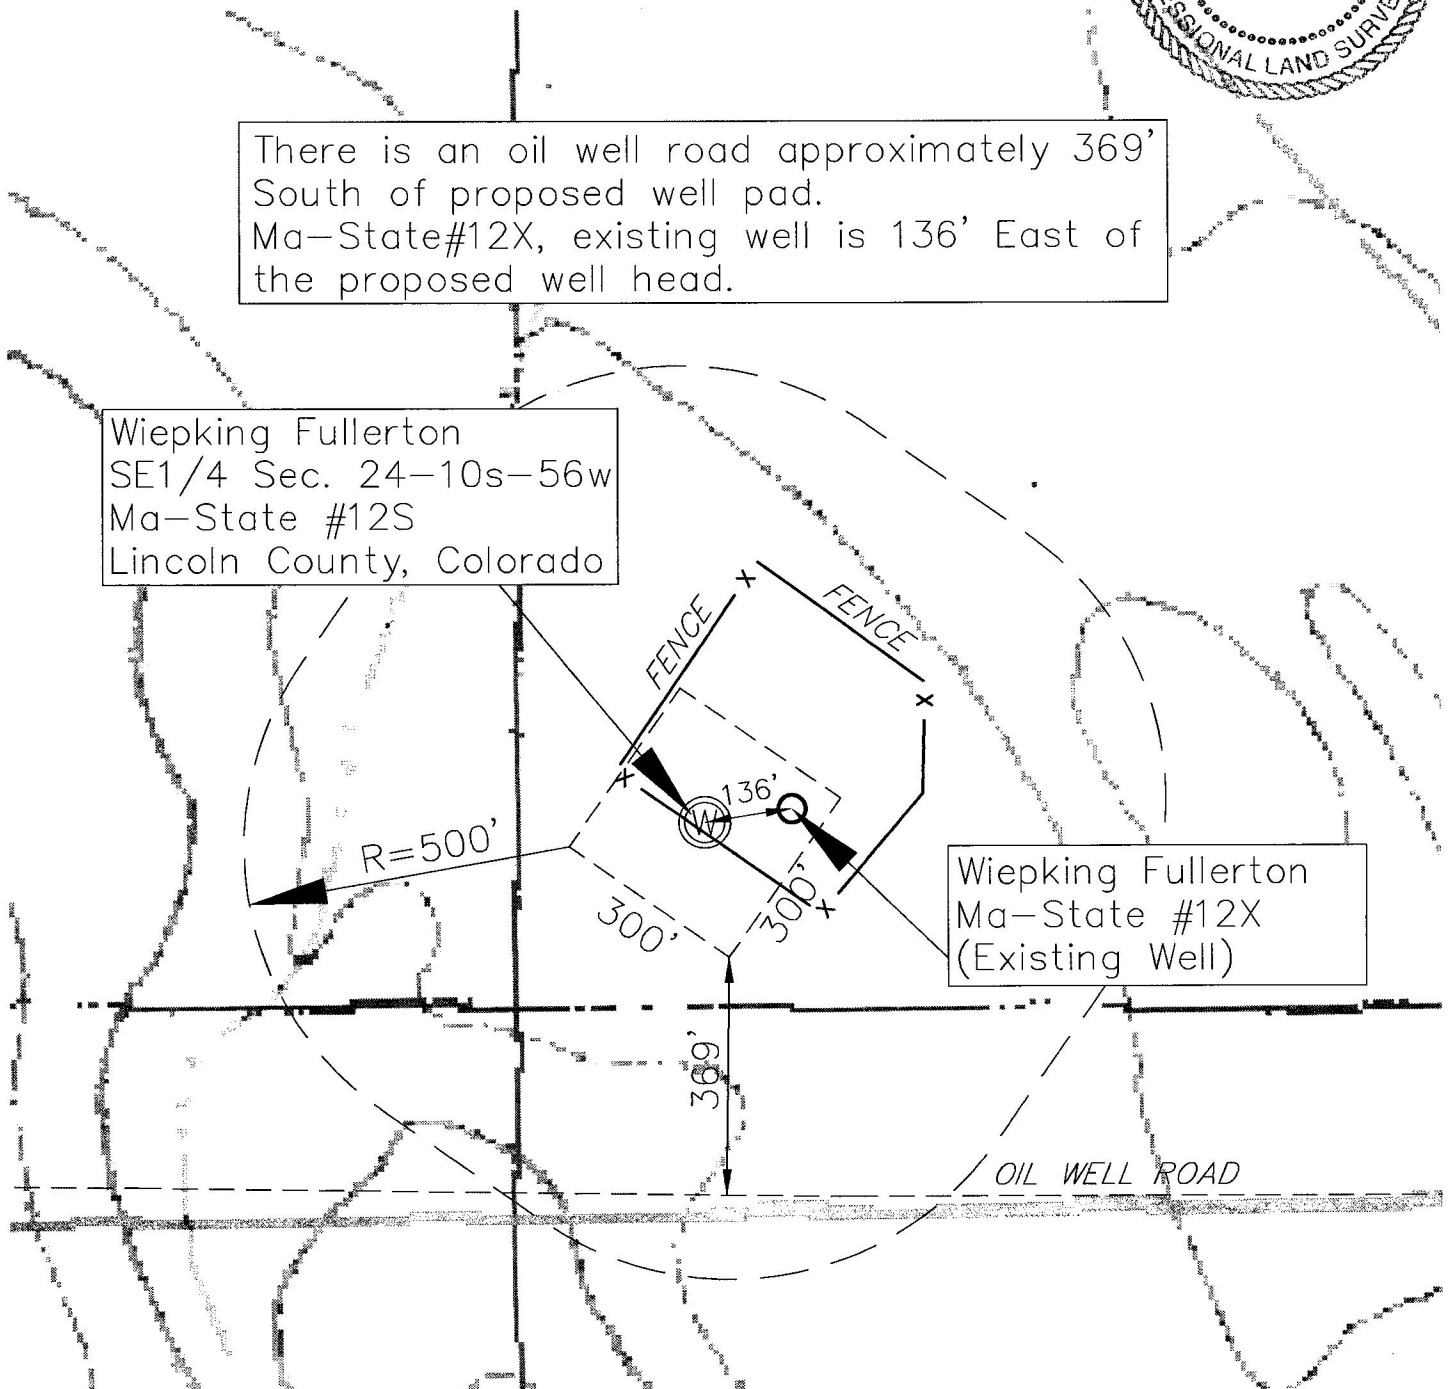 ESSIONAL LAND SURVE
There is an oil well road approximately 369'
South of proposed well pad.
Ma-State#12X, existing well is 136' East of
the proposed well head.
Wiepking Fullerton
SE1/4 Sec. 24-10s-56w
Ma-State #12S
Lincoln County, Colorado
FENCE
FENCE
136'
W
R=500'
300'
300'
Wiepking Fullerton
Ma-State #12X
(Existing Well)
369'
OIL WELL ROAD